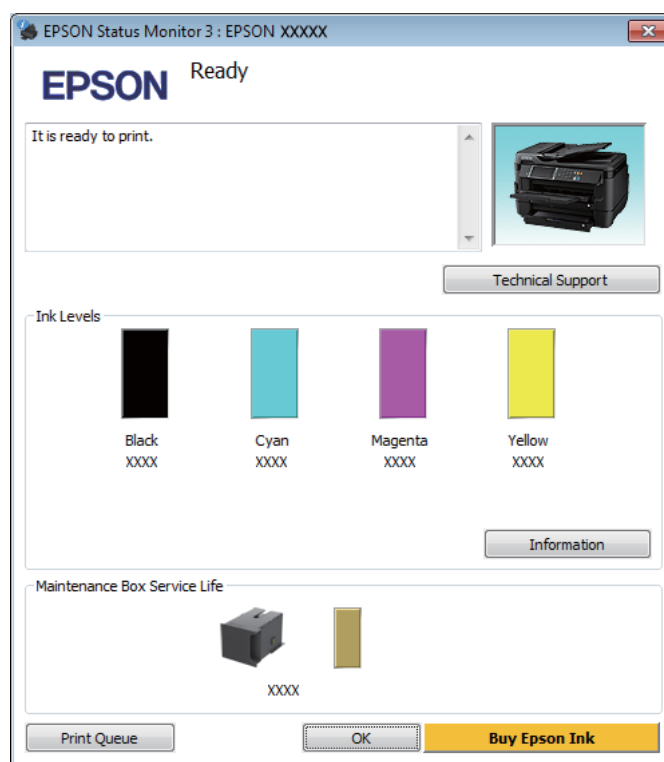 EPSON Status Monitor 3 : EPSON XXXXX
EPSON
Ready
It is ready to print.
Technical Support
Ink Levels
Black
Cyan
Magenta
Yellow
XXXX
XXXX
XXXX
XXXX
Information
Maintenance Box Service Life
XXXX
Print Queue
OK
Buy Epson Ink